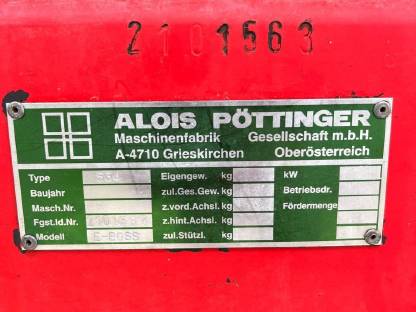 2101563
ALOIS PÖTTINGER
Maschinenfabrik Gesellschaft m.b.H.
A-4710 Grieskirchen Oberösterreich
Type Eigengew. kg kW
Baujahr zul.Ges.Gew. kg Betriebsdr.
Masch.Nr. z.vord.Achsl. kg Fördermenge
Fgst.Id.Nr. z.hint.Achsl. kg
Modell E-BOSS zul.Stützl. kg